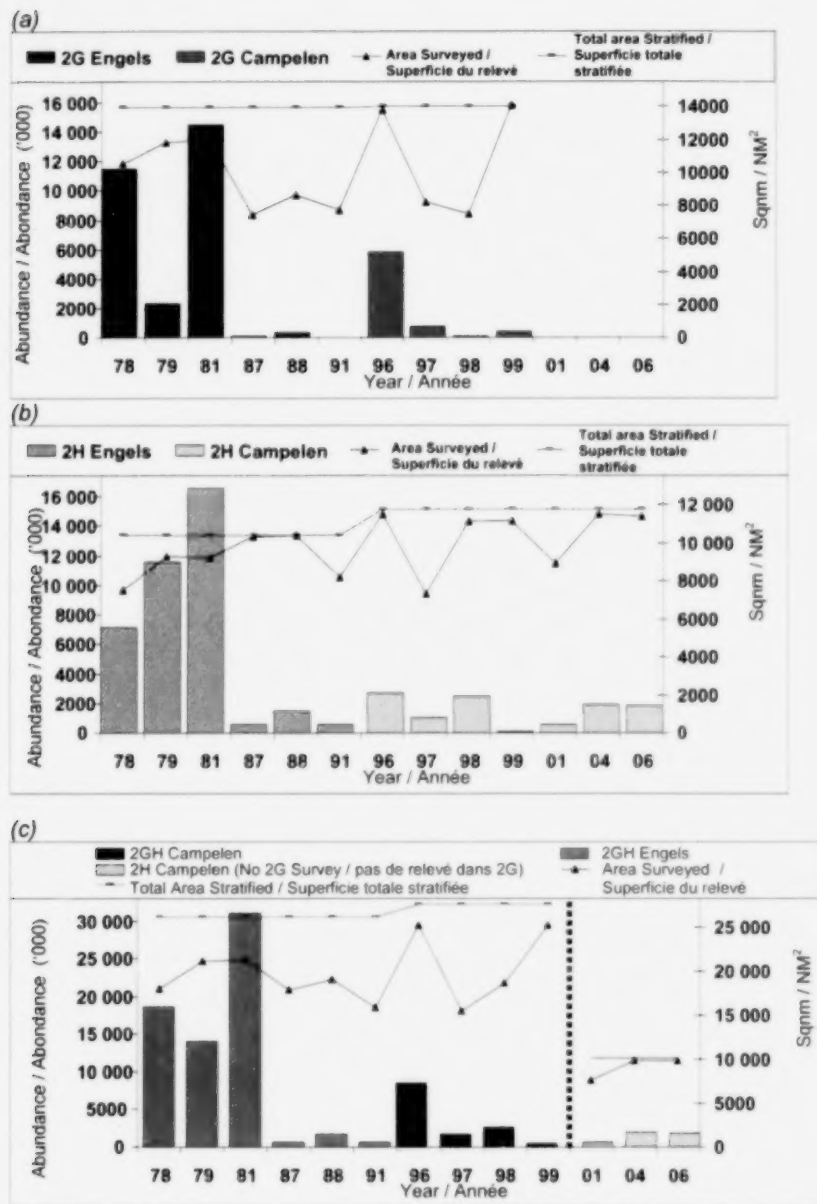 (a)
2G Engels 2G Campelen Area Surveyed / Superficie du relevé Total area Stratified / Superficie totale stratifiée
Abundance / Abondance ('000)
16 000
14 000
12 000
10 000
8000
6000
4000
2000
0
14000
12000
10000
8000
6000
4000
2000
0
Sqnm / NM²
78 79 81 87 88 91 96 97 98 99 01 04 06
Year / Année
(b)
2H Engels 2H Campelen Area Surveyed / Superficie du relevé Total area Stratified / Superficie totale stratifiée
Abundance / Abondance ('000)
16 000
14 000
12 000
10 000
8000
6000
4000
2000
0
12 000
10 000
8000
6000
4000
2000
0
Sqnm / NM²
78 79 81 87 88 91 96 97 98 99 01 04 06
Year / Année
(c)
2GH Campelen 2GH Engels
2H Campelen (No 2G Survey / pas de relevé dans 2G) Area Surveyed /
Total Area Stratified / Superficie totale stratifiée Superficie du relevé
Abundance / Abondance ('000)
30 000
25 000
20 000
15 000
10 000
5000
0
25 000
20 000
15 000
10 000
5000
0
Sqnm / NM²
78 79 81 87 88 91 96 97 98 99 01 04 06
Year / Année